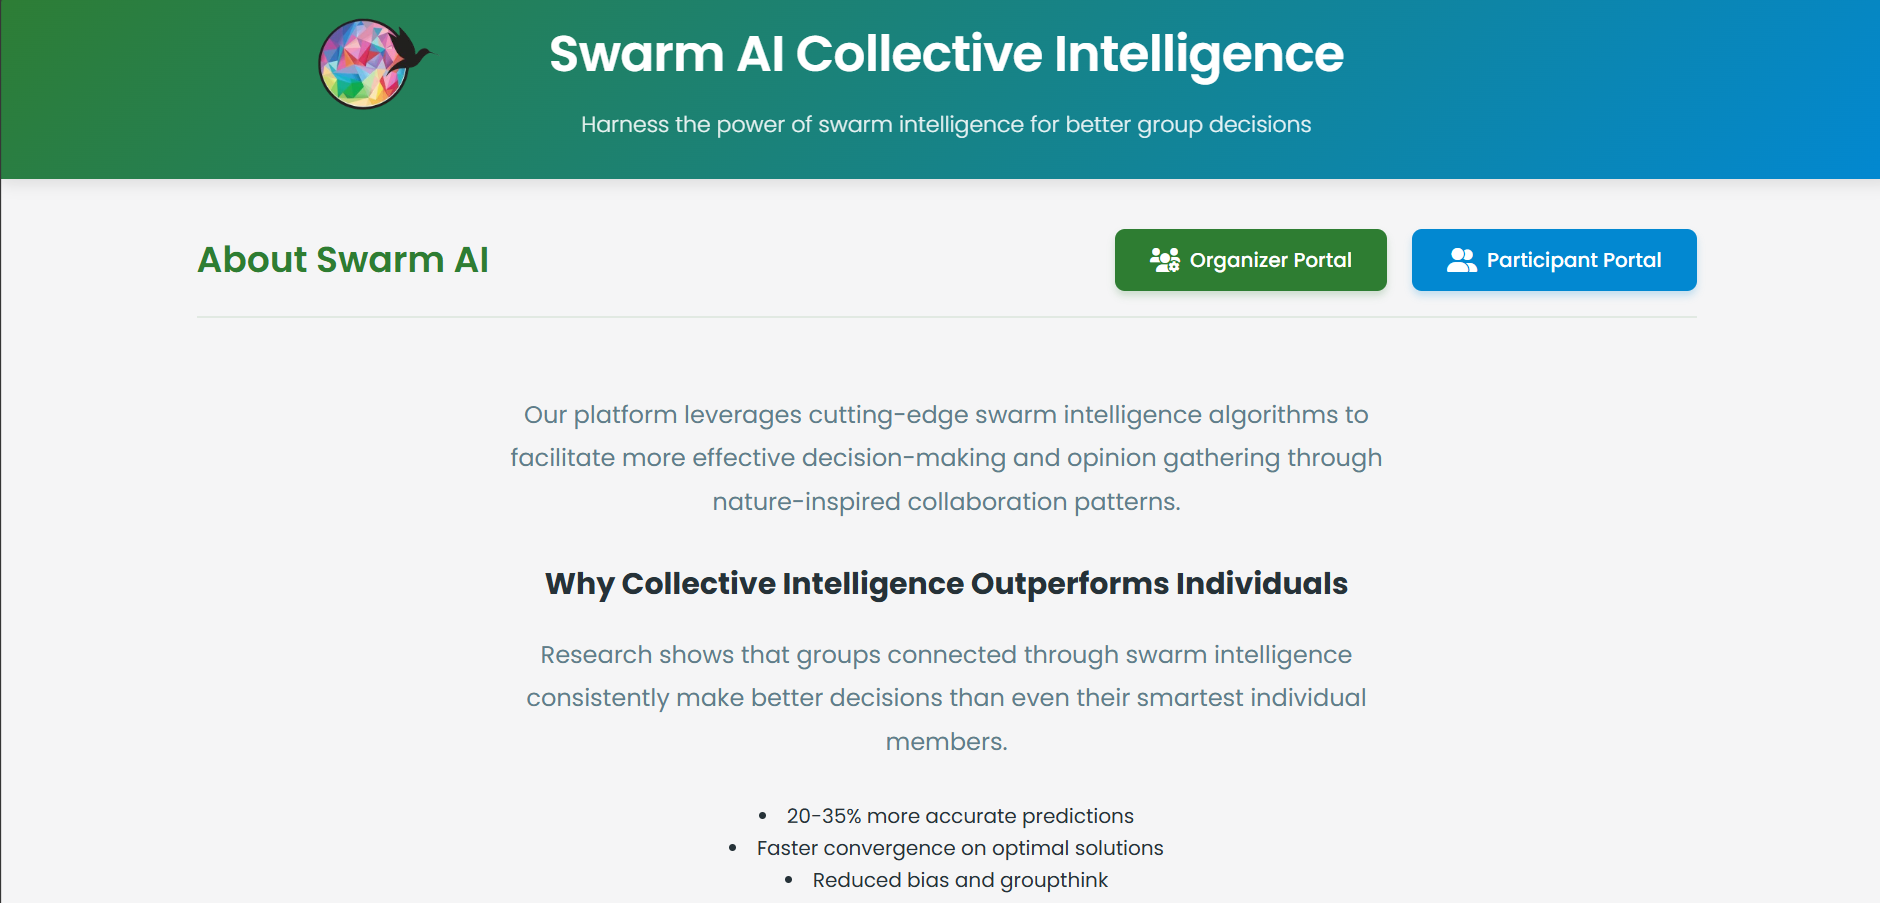 Swarm AI Collective Intelligence
Harness the power of swarm intelligence for better group decisions
About Swarm AI
Organizer Portal
Participant Portal
Our platform leverages cutting-edge swarm intelligence algorithms to
facilitate more effective decision-making and opinion gathering through
nature-inspired collaboration patterns.
Why Collective Intelligence Outperforms Individuals
Research shows that groups connected through swarm intelligence
consistently make better decisions than even their smartest individual
members.
• 20-35% more accurate predictions
• Faster convergence on optimal solutions
• Reduced bias and groupthink